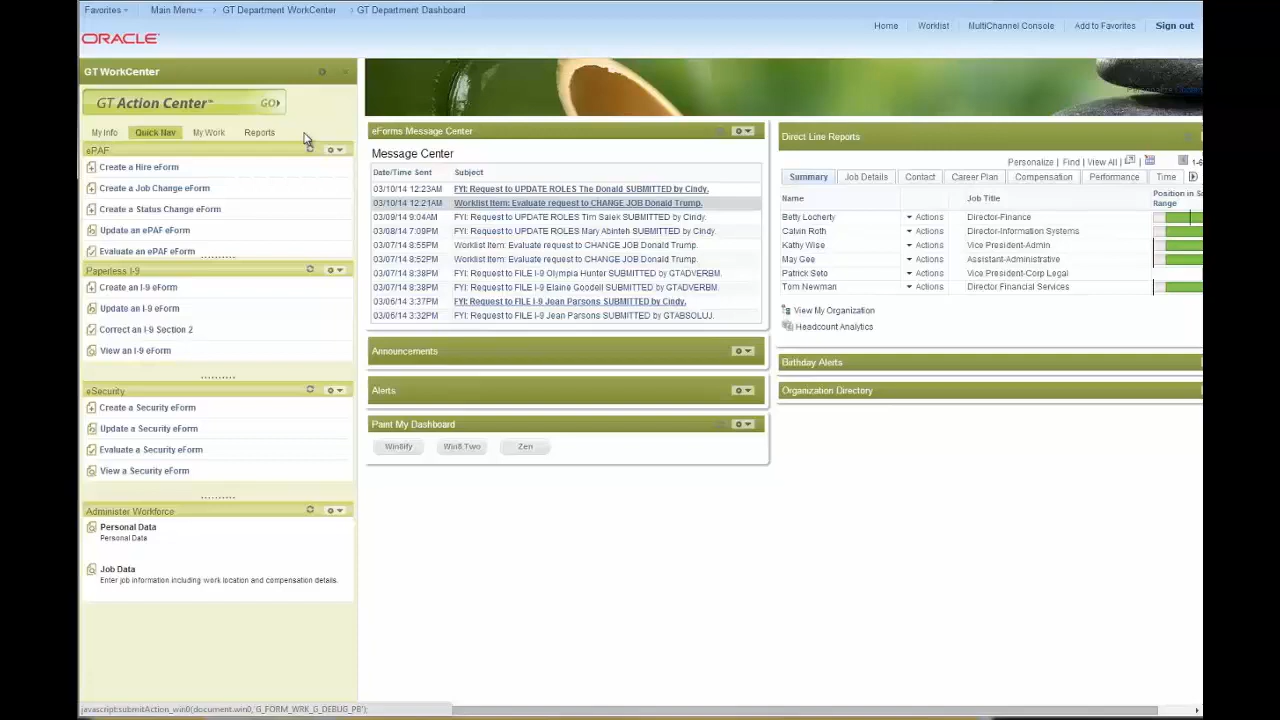 Favorites Main Menu > GT Department WorkCenter > GT Department Dashboard
ORACLE
Home Worklist MultiChannel Console Add to Favorites Sign out
GT WorkCenter
GT Action Center™ GO
My Info Quick Nav My Work Reports
ePAF
Create a Hire eForm
Create a Job Change eForm
Create a Status Change eForm
Update an ePAF eForm
Evaluate an ePAF eForm
Paperless I-9
Create an I-9 eForm
Update an I-9 eForm
Correct an I-9 Section 2
View an I-9 eForm
eSecurity
Create a Security eForm
Update a Security eForm
Evaluate a Security eForm
View a Security eForm
Administer Workforce
Personal Data
Personal Data
Job Data
Enter job information including work location and compensation details.
javascript:submitAction_win0(document.win0,'G_FORM_WRK_G_DEBUG_PB');
eForms Message Center
Message Center
Date/Time Sent Subject
03/10/14 12:23AM FYI: Request to UPDATE ROLES The Donald SUBMITTED by Cindy.
03/10/14 12:21AM Worklist Item: Evaluate request to CHANGE JOB Donald Trump.
03/09/14 9:04AM FYI: Request to UPDATE ROLES Tim Salek SUBMITTED by Cindy.
03/08/14 7:09PM FYI: Request to UPDATE ROLES Mary Abinteh SUBMITTED by Cindy.
03/07/14 8:55PM Worklist Item: Evaluate request to CHANGE JOB Donald Trump.
03/07/14 8:52PM Worklist Item: Evaluate request to CHANGE JOB Donald Trump.
03/07/14 8:38PM FYI: Request to FILE I-9 Olympia Hunter SUBMITTED by GTADVERBM.
03/07/14 8:38PM FYI: Request to FILE I-9 Elaine Goodell SUBMITTED by GTADVERBM.
03/06/14 3:37PM FYI: Request to FILE I-9 Jean Parsons SUBMITTED by Cindy.
03/06/14 3:32PM FYI: Request to FILE I-9 Jean Parsons SUBMITTED by GTABSOLUJ.
Announcements
Alerts
Paint My Dashboard
Win8ify Win8 Two Zen
Direct Line Reports
Personalize | Find | View All | 1-6
Summary Job Details Contact Career Plan Compensation Performance Time
Name Job Title Position in Sa
Range
Betty Locherty Actions Director-Finance
Calvin Roth Actions Director-Information Systems
Kathy Wise Actions Vice President-Admin
May Gee Actions Assistant-Administrative
Patrick Seto Actions Vice President-Corp Legal
Tom Newman Actions Director Financial Services
View My Organization
Headcount Analytics
Birthday Alerts
Organization Directory